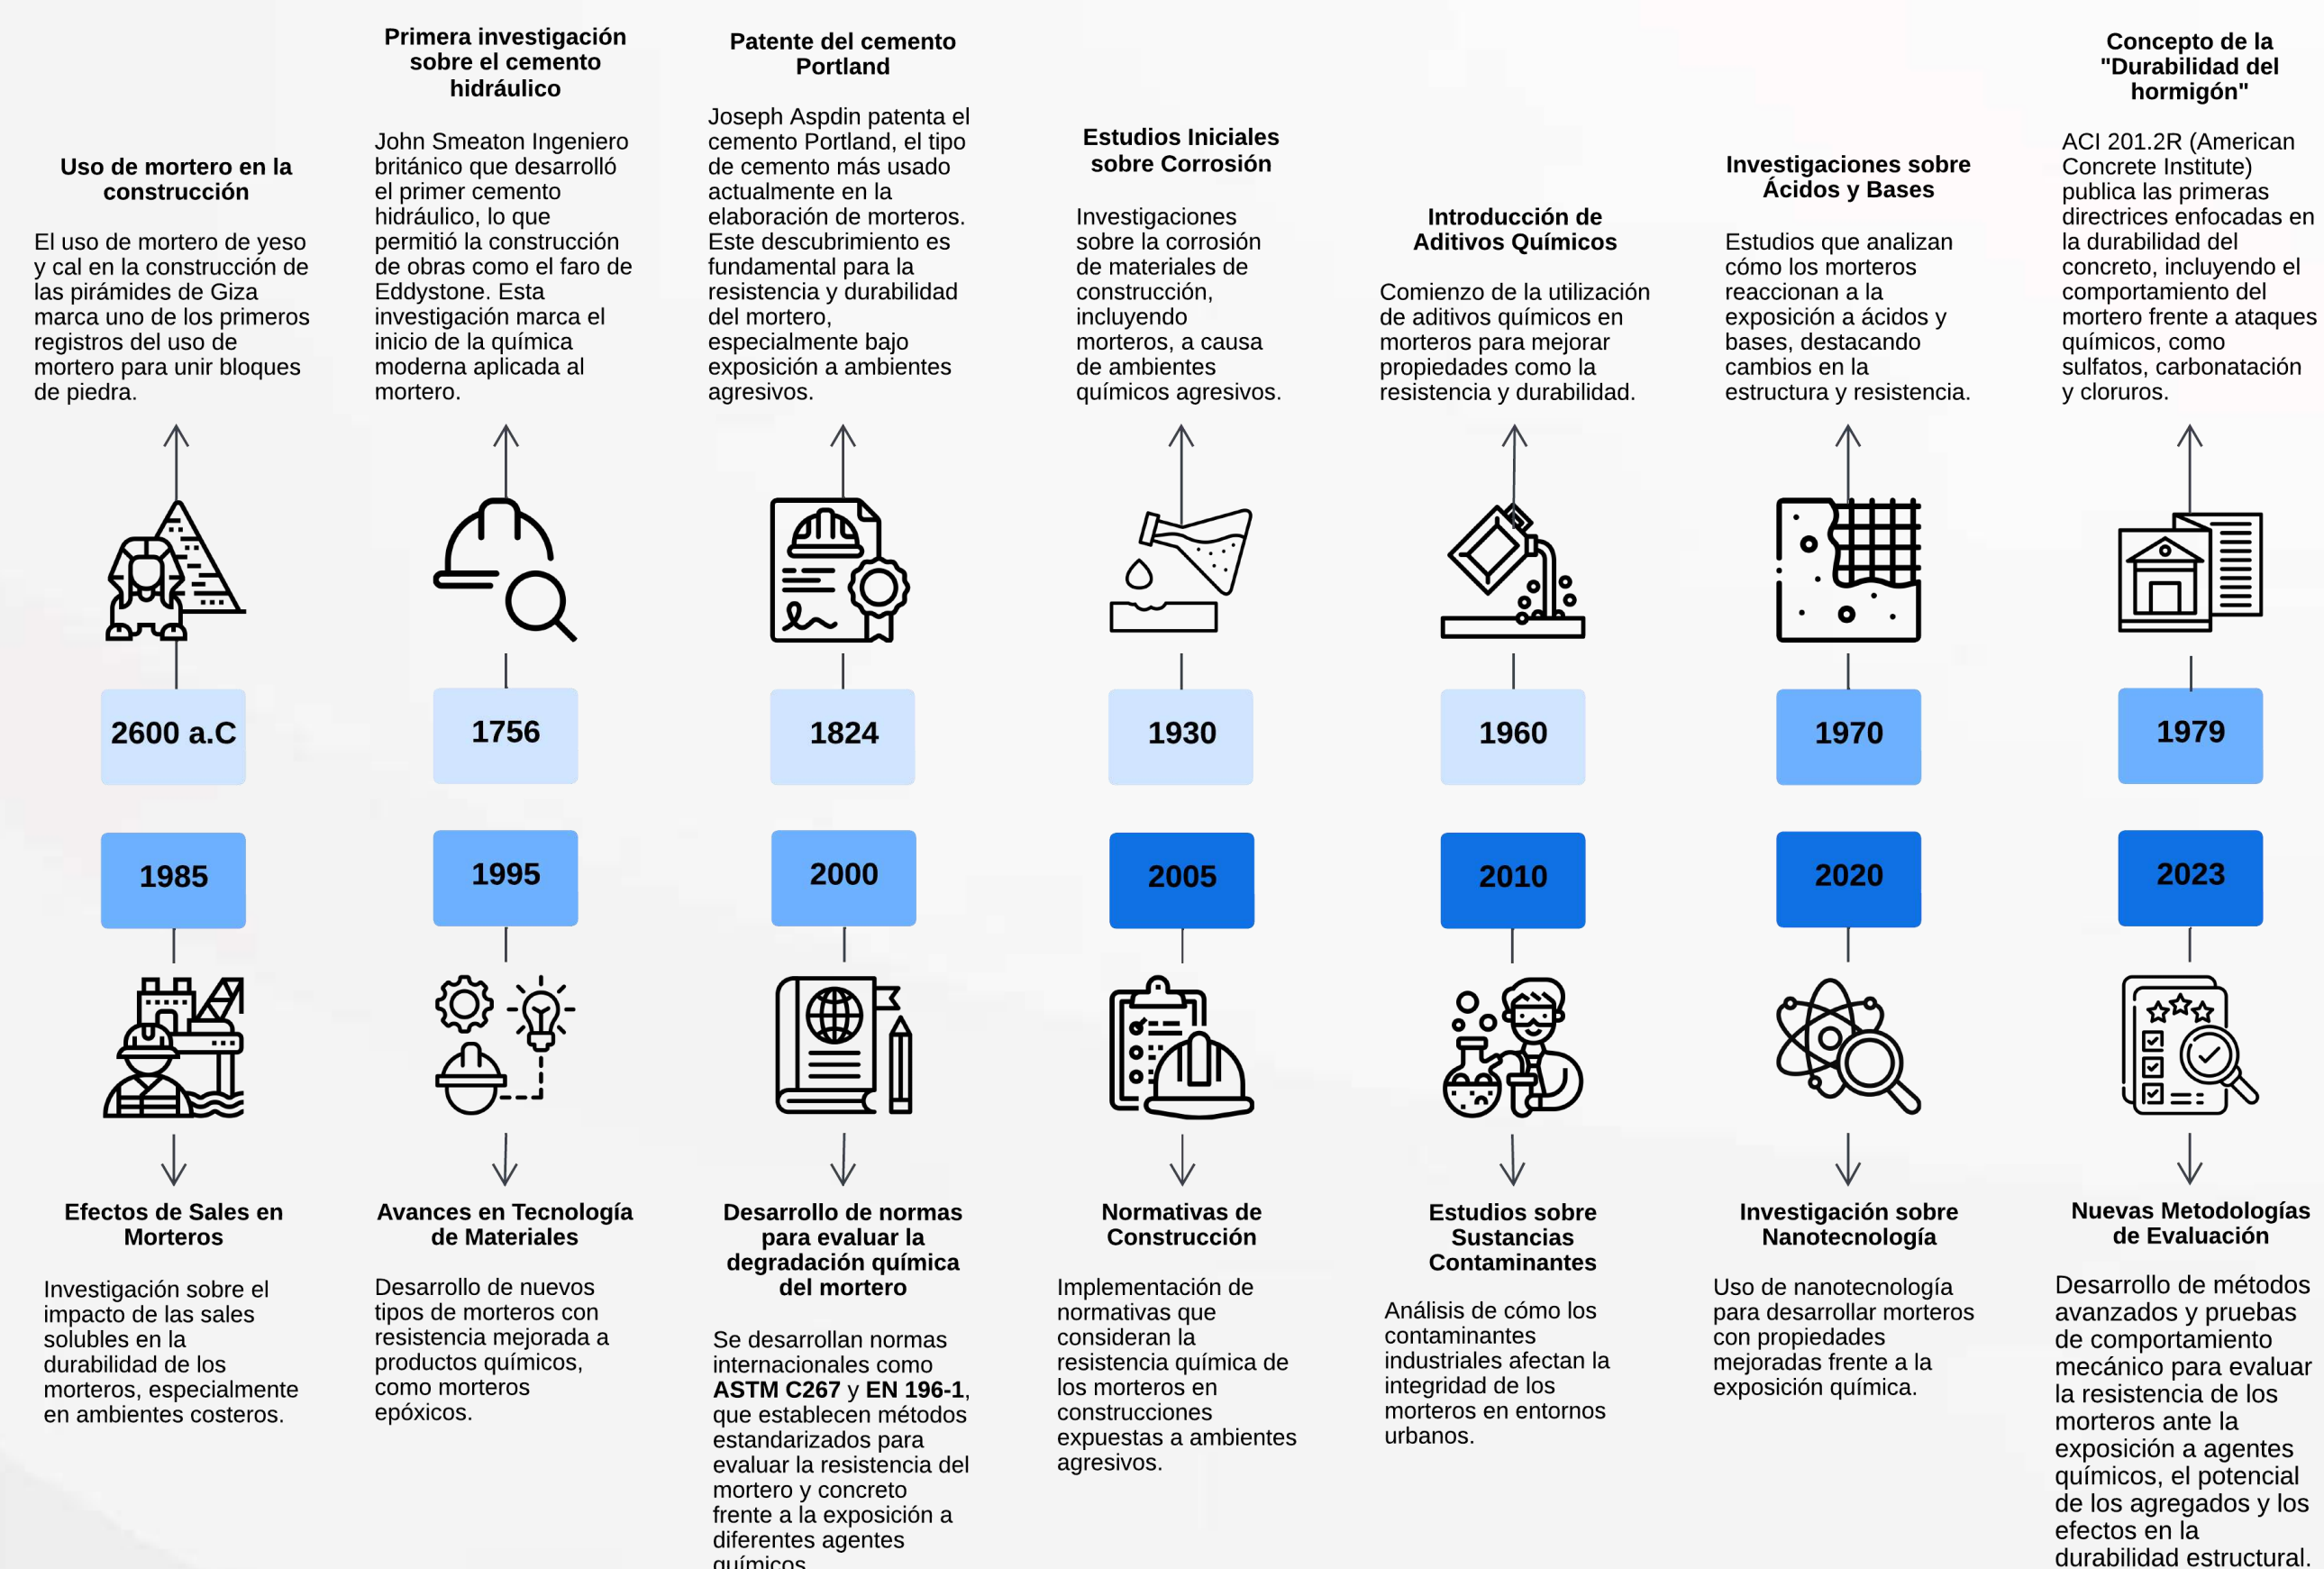 Uso de mortero en la
construcción
El uso de mortero de yeso
y cal en la construcción de
las pirámides de Giza
marca uno de los primeros
registros del uso de
mortero para unir bloques
de piedra.
2600 a.C
Primera investigación
sobre el cemento
hidráulico
John Smeaton Ingeniero
británico que desarrolló
el primer cemento
hidráulico, lo que
permitió la construcción
de obras como el faro de
Eddystone. Esta
investigación marca el
inicio de la química
moderna aplicada al
mortero.
1756
Patente del cemento
Portland
Joseph Aspdin patenta el
cemento Portland, el tipo
de cemento más usado
actualmente en la
elaboración de morteros.
Este descubrimiento es
fundamental para la
resistencia y durabilidad
del mortero,
especialmente bajo
exposición a ambientes
agresivos.
1824
Estudios Iniciales
sobre Corrosión
Investigaciones
sobre la corrosión
de materiales de
construcción,
incluyendo
morteros, a causa
de ambientes
químicos agresivos.
1930
Introducción de
Aditivos Químicos
Comienzo de la utilización
de aditivos químicos en
morteros para mejorar
propiedades como la
resistencia y durabilidad.
1960
Investigaciones sobre
Ácidos y Bases
Estudios que analizan
cómo los morteros
reaccionan a la
exposición a ácidos y
bases, destacando
cambios en la
estructura y resistencia.
1970
Concepto de la
"Durabilidad del
hormigón"
ACI 201.2R (American
Concrete Institute)
publica las primeras
directrices enfocadas en
la durabilidad del
concreto, incluyendo el
comportamiento del
mortero frente a ataques
químicos, como
sulfatos, carbonatación
y cloruros.
1979
1985
Efectos de Sales en
Morteros
Investigación sobre el
impacto de las sales
solubles en la
durabilidad de los
morteros, especialmente
en ambientes costeros.
1995
Avances en Tecnología
de Materiales
Desarrollo de nuevos
tipos de morteros con
resistencia mejorada a
productos químicos,
como morteros
epóxicos.
2000
Desarrollo de normas
para evaluar la
degradación química
del mortero
Se desarrollan normas
internacionales como
ASTM C267 y EN 196-1,
que establecen métodos
estandarizados para
evaluar la resistencia del
mortero y concreto
frente a la exposición a
diferentes agentes
químicos
2005
Normativas de
Construcción
Implementación de
normativas que
consideran la
resistencia química de
los morteros en
construcciones
expuestas a ambientes
agresivos.
2010
Estudios sobre
Sustancias
Contaminantes
Análisis de cómo los
contaminantes
industriales afectan la
integridad de los
morteros en entornos
urbanos.
2020
Investigación sobre
Nanotecnología
Uso de nanotecnología
para desarrollar morteros
con propiedades
mejoradas frente a la
exposición química.
2023
Nuevas Metodologías
de Evaluación
Desarrollo de métodos
avanzados y pruebas
de comportamiento
mecánico para evaluar
la resistencia de los
morteros ante la
exposición a agentes
químicos, el potencial
de los agregados y los
efectos en la
durabilidad estructural.